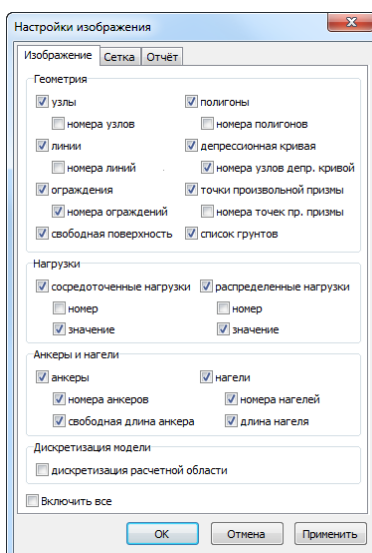 Настройки изображения
Изображение Сетка Отчёт
Геометрия
узлы полигоны
номера узлов номера полигонов
линии депрессионная кривая
номера линий номера узлов депр. кривой
ограждения точки произвольной призмы
номера ограждений номера точек пр. призмы
свободная поверхность список грунтов
Нагрузки
сосредоточенные нагрузки распределенные нагрузки
номер номер
значение значение
Анкеры и нагели
анкеры нагели
номера анкеров номера нагелей
свободная длина анкера длина нагеля
Дискретизация модели
дискретизация расчетной области
Включить все
ОК Отмена Применить